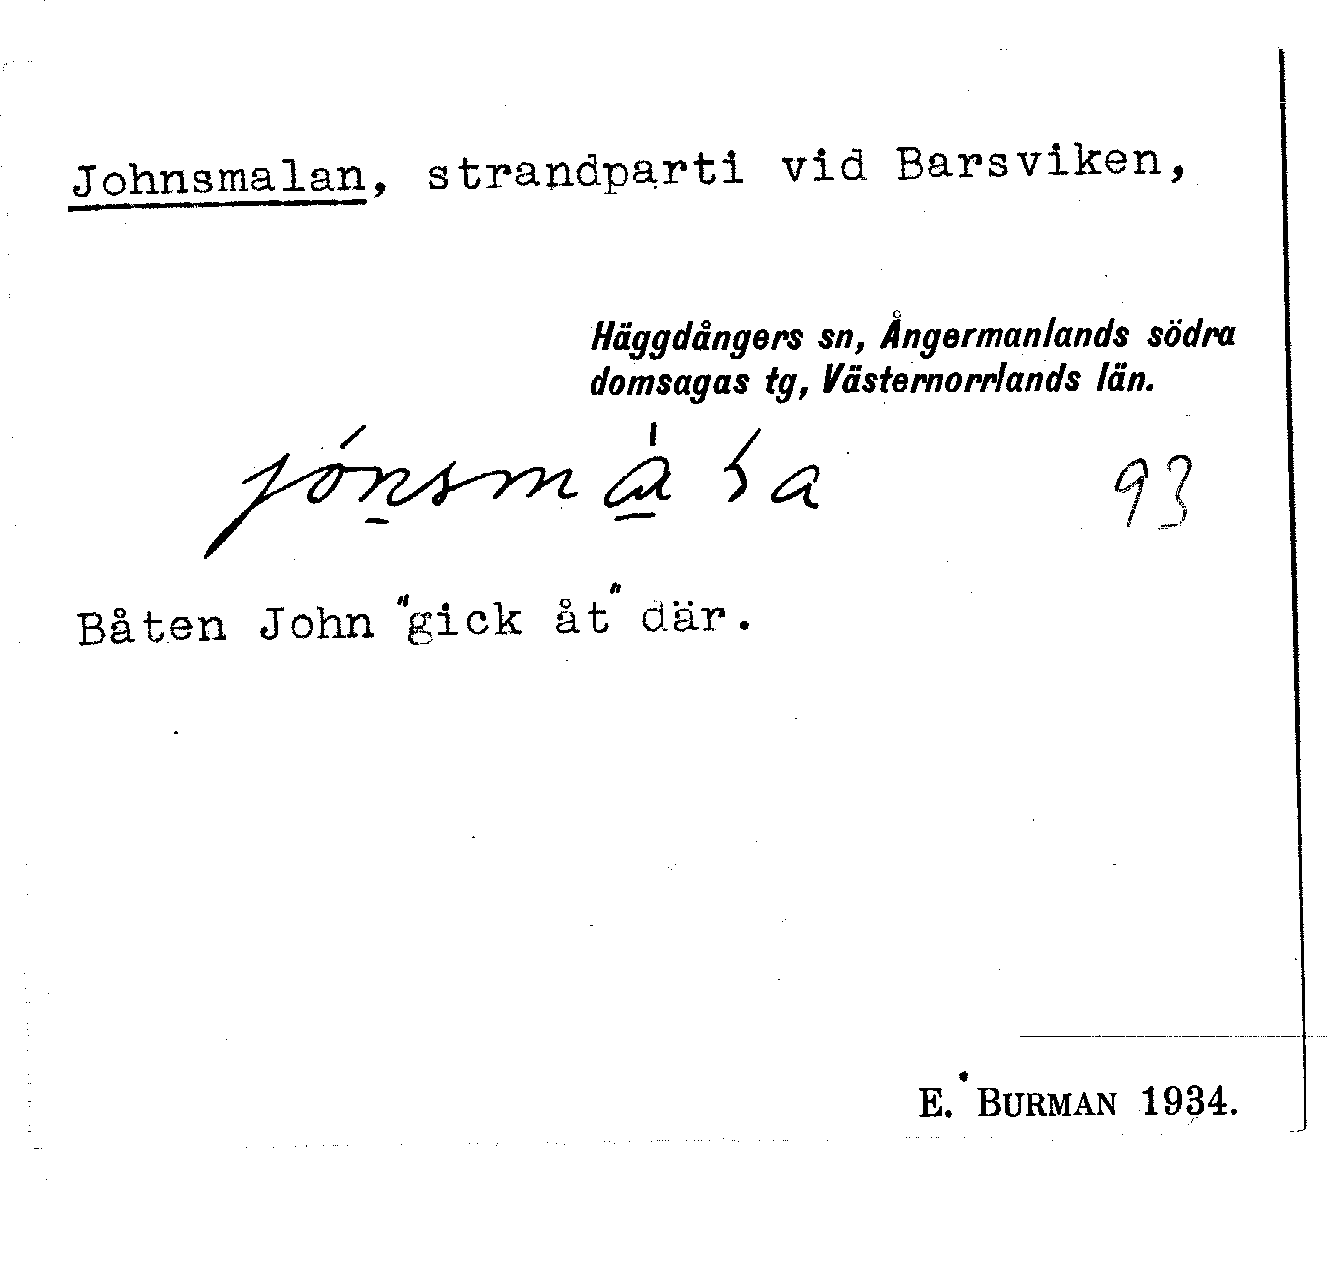 Johnsmalan, strandparti vid Barsviken,
Häggdångers sn, Ångermanlands södra
domsagas tg, Västernorrlands län.
93
Båten John "gick åt" där.
E. BURMAN 1934.